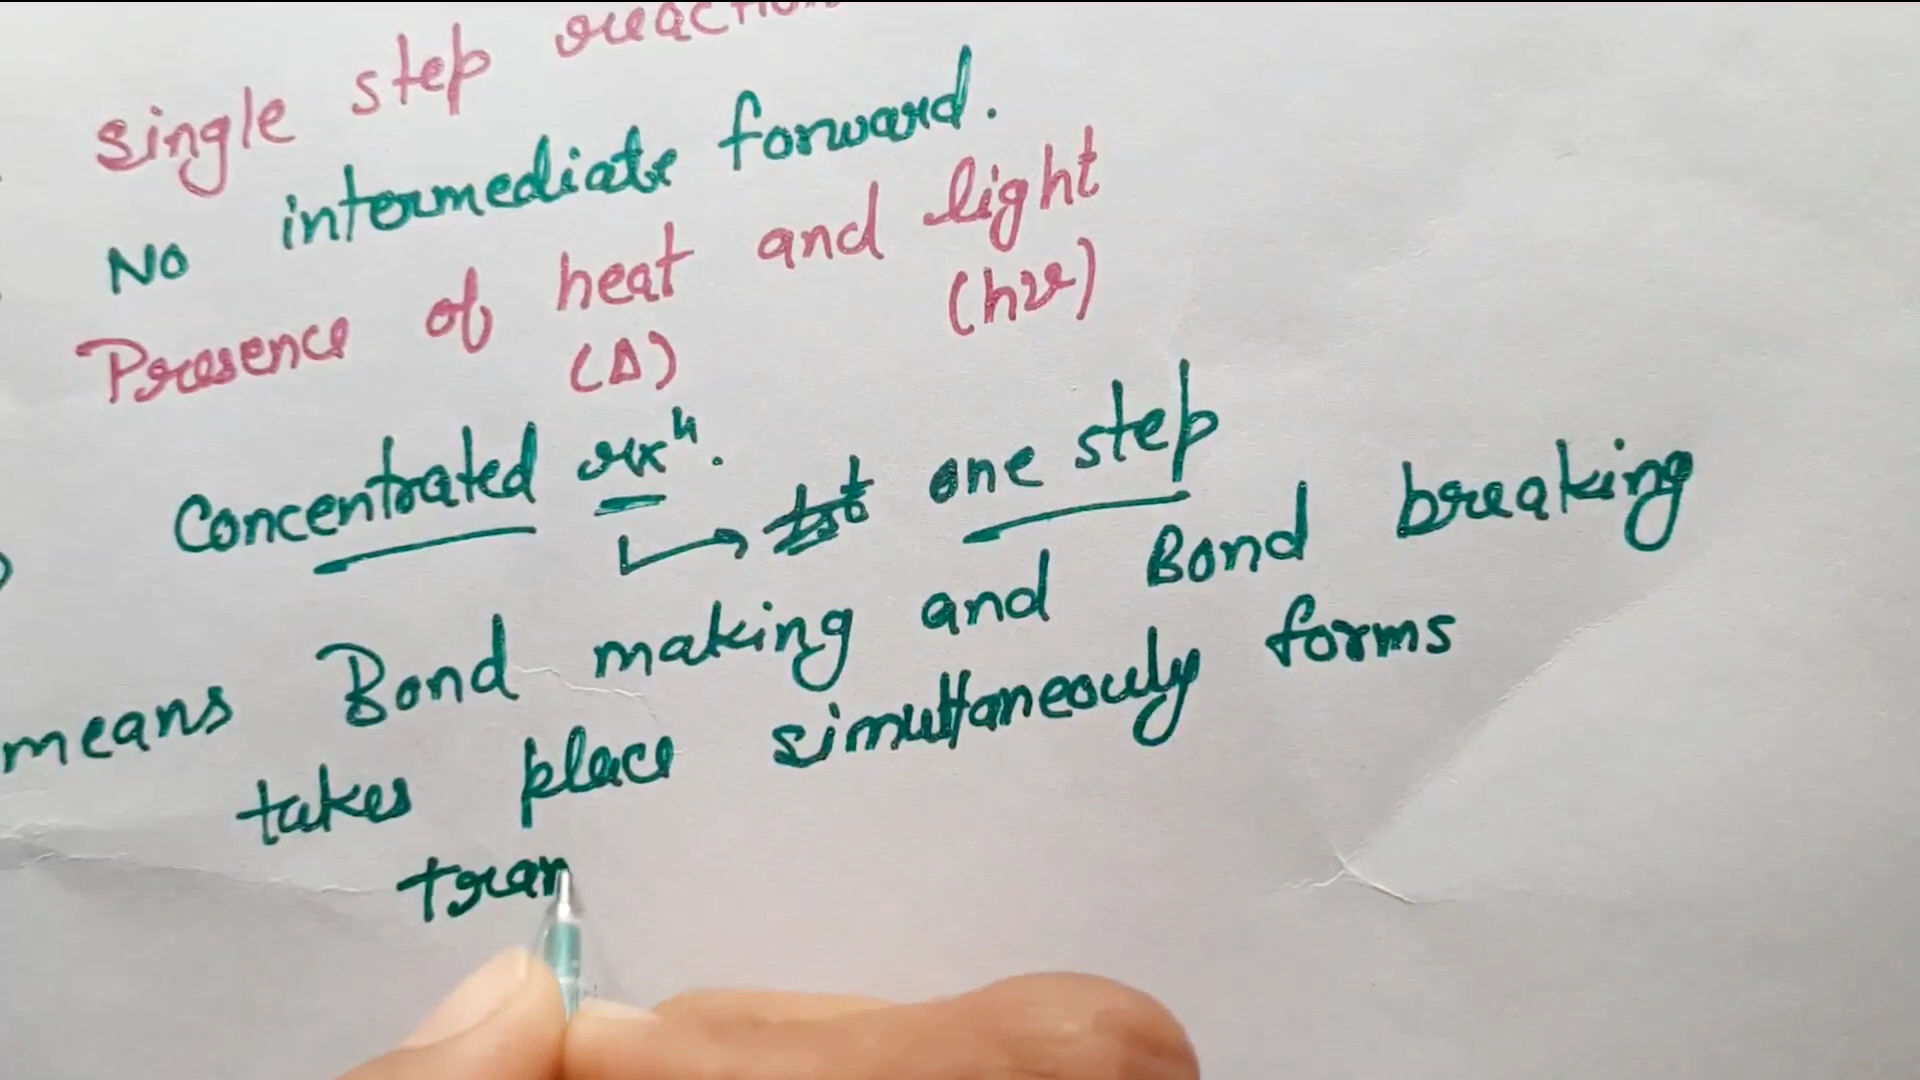 single step reaction
No intermediate forward.
Presence of heat and light
(Δ) (hν)
Concentrated rxⁿ.
one step
means Bond making and Bond breaking
takes place simultaneouly forms
tran